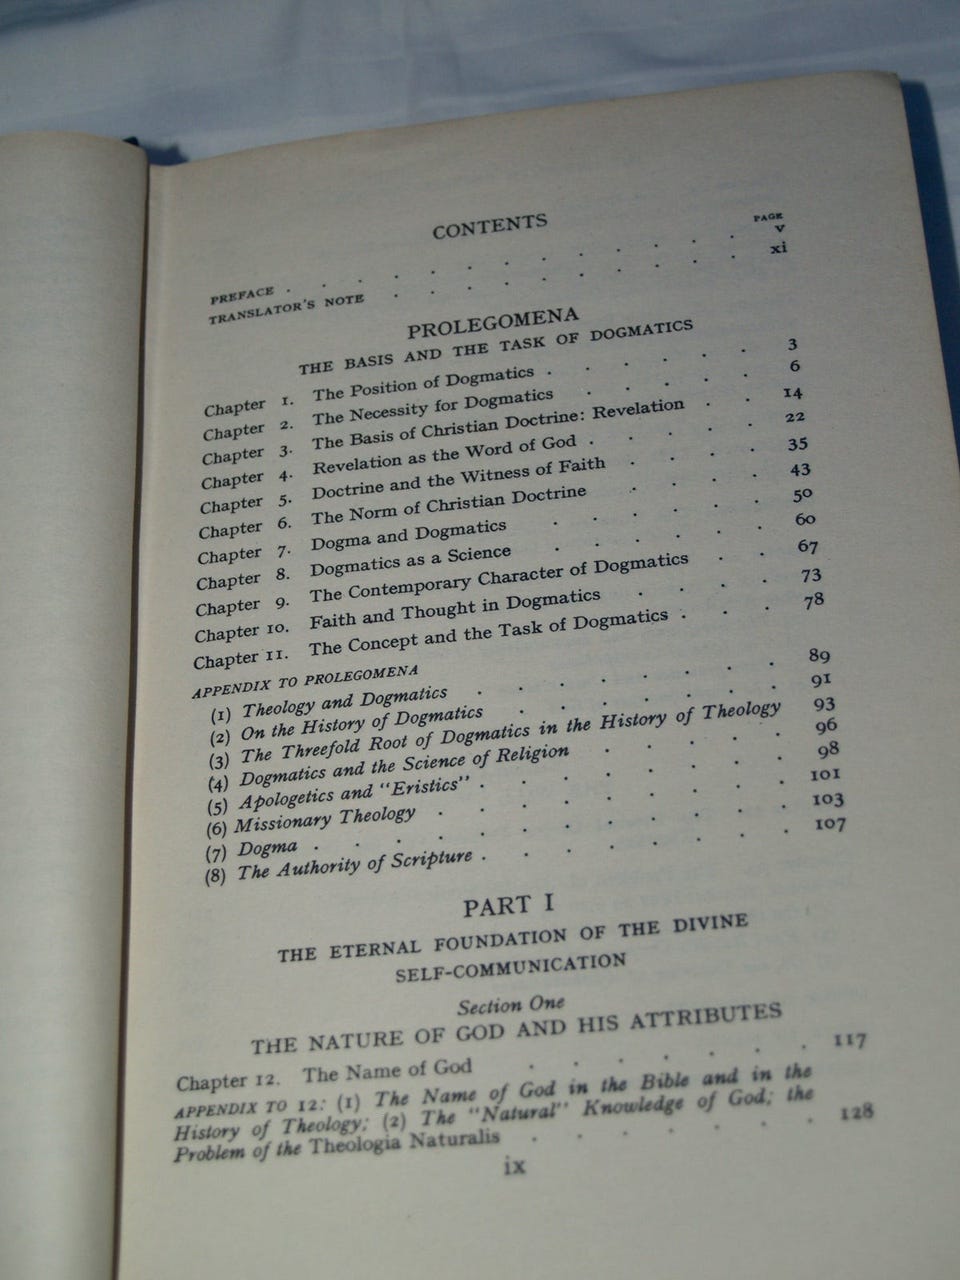 CONTENTS
PAGE
PREFACE . . . . . . . . . . v
TRANSLATOR'S NOTE . . . . . . . . xi
PROLEGOMENA
THE BASIS AND THE TASK OF DOGMATICS
Chapter 1. The Position of Dogmatics . . . . . 3
Chapter 2. The Necessity for Dogmatics . . . . 6
Chapter 3. The Basis of Christian Doctrine: Revelation . . 14
Chapter 4. Revelation as the Word of God . . . . 22
Chapter 5. Doctrine and the Witness of Faith . . . . 35
Chapter 6. The Norm of Christian Doctrine . . . . 43
Chapter 7. Dogma and Dogmatics . . . . . 50
Chapter 8. Dogmatics as a Science . . . . . 60
Chapter 9. The Contemporary Character of Dogmatics . . 67
Chapter 10. Faith and Thought in Dogmatics . . . . 73
Chapter 11. The Concept and the Task of Dogmatics . . . 78
APPENDIX TO PROLEGOMENA
(1) Theology and Dogmatics . . . . . . . 89
(2) On the History of Dogmatics . . . . . . 91
(3) The Threefold Root of Dogmatics in the History of Theology 93
(4) Dogmatics and the Science of Religion . . . . 96
(5) Apologetics and "Eristics" . . . . . . . 98
(6) Missionary Theology . . . . . . . 101
(7) Dogma . . . . . . . . . . 103
(8) The Authority of Scripture . . . . . . . 107
PART I
THE ETERNAL FOUNDATION OF THE DIVINE
SELF-COMMUNICATION
Section One
THE NATURE OF GOD AND HIS ATTRIBUTES
Chapter 12. The Name of God . . . . . . 117
APPENDIX TO 12: (1) The Name of God in the Bible and in the
History of Theology; (2) The "Natural" Knowledge of God; the
Problem of the Theologia Naturalis . . . . . . 128
ix